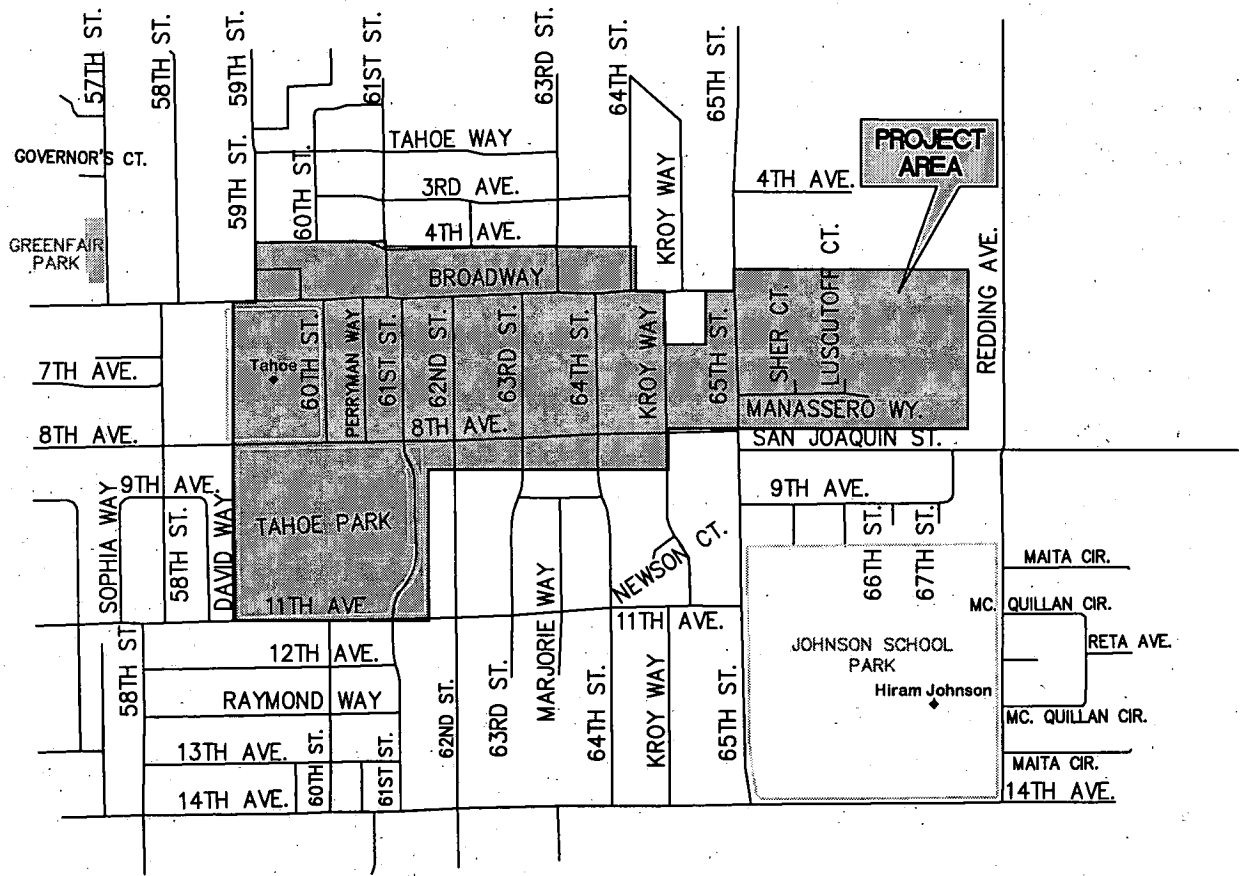 57TH ST.
58TH ST.
59TH ST.
61ST ST.
63RD ST.
64TH ST.
65TH ST.
GOVERNOR'S CT.
59TH ST.
60TH ST.
TAHOE WAY
3RD AVE.
4TH AVE.
KROY WAY
4TH AVE.
PROJECT
AREA
GREENFAIR
PARK
BROADWAY
SHER CT.
LUSCUTOFF CT.
REDDING AVE.
7TH AVE.
Tahoe
60TH ST.
PERRYMAN WAY
61ST ST.
62ND ST.
63RD ST.
64TH ST.
KROY WAY
65TH ST.
MANASSERO WY.
8TH AVE.
8TH AVE.
SAN JOAQUIN ST.
9TH AVE.
9TH AVE.
SOPHIA WAY
58TH ST.
DAVID WAY
TAHOE PARK
NEWSON CT.
66TH ST.
67TH ST.
MAITA CIR.
11TH AVE.
11TH AVE.
MC. QUILLAN CIR.
RETA AVE.
58TH ST
12TH AVE.
MARJORIE WAY
JOHNSON SCHOOL
PARK
Hiram Johnson
RAYMOND WAY
62ND ST.
63RD ST.
64TH ST.
KROY WAY
65TH ST.
MC. QUILLAN CIR.
13TH AVE.
60TH ST.
61ST ST.
MAITA CIR.
14TH AVE.
14TH AVE.